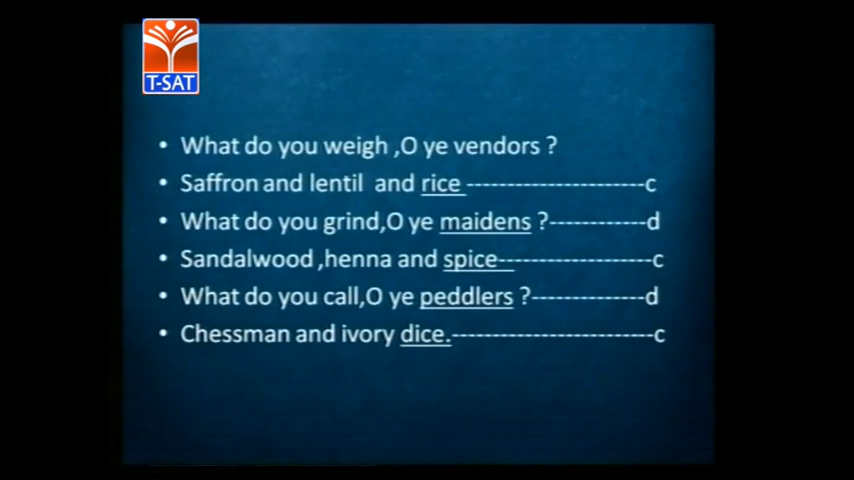 T-SAT
• What do you weigh ,O ye vendors ?
• Saffron and lentil and rice ----------------------c
• What do you grind,O ye maidens ?------------d
• Sandalwood ,henna and spice-------------------c
• What do you call,O ye peddlers ?--------------d
• Chessman and ivory dice.-------------------------c